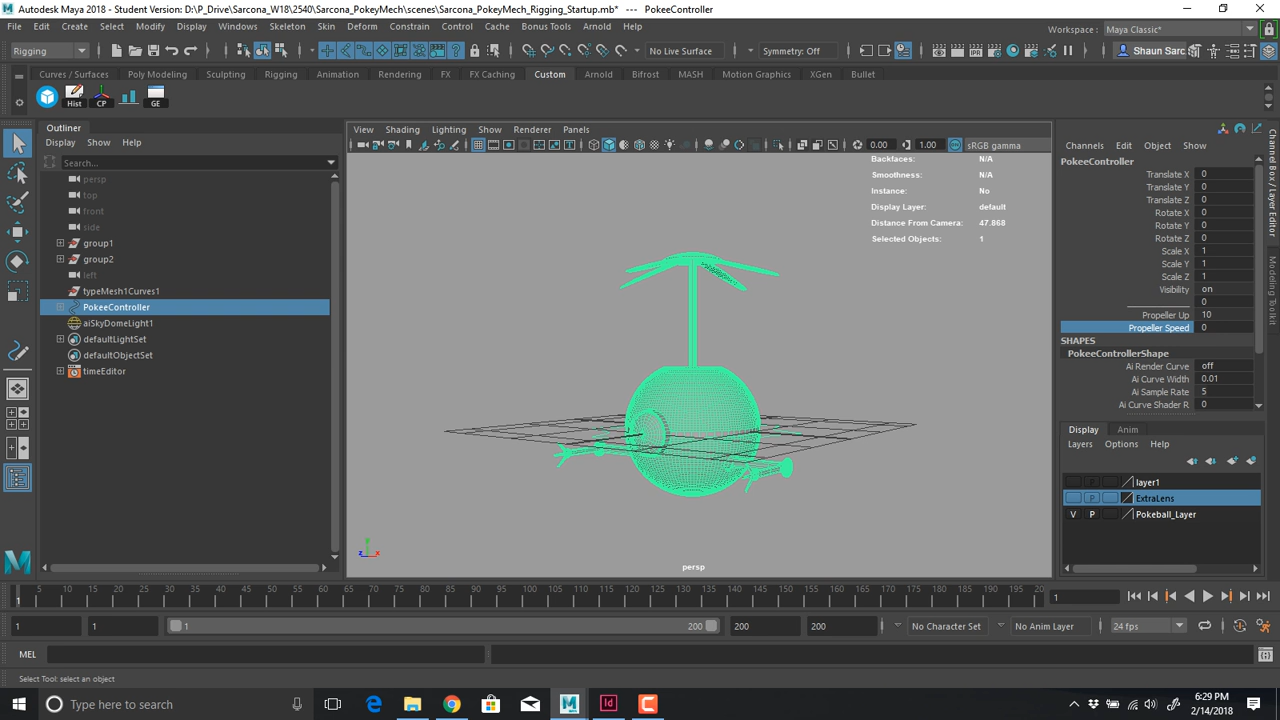 Autodesk Maya 2018 - Student Version: D:\P_Drive\Sarcona_W18\2540\Sarcona_PokeyMech\scenes\Sarcona_PokeyMech_Rigging_Startup.mb* --- PokeeController
File Edit Create Select Modify Display Windows Skeleton Skin Deform Constrain Control Cache Bonus Tools Arnold Help
Workspace : Maya Classic*
Rigging No Live Surface Symmetry: Off Shaun Sarc
Curves / Surfaces Poly Modeling Sculpting Rigging Animation Rendering FX FX Caching Custom Arnold Bifrost MASH Motion Graphics XGen Bullet
Hist CP GE
Outliner
Display Show Help
Search...
persp
top
front
side
group1
group2
left
typeMesh1Curves1
PokeeController
aiSkyDomeLight1
defaultLightSet
defaultObjectSet
timeEditor
View Shading Lighting Show Renderer Panels
0.00 1.00 sRGB gamma
Backfaces: N/A
Smoothness: N/A
Instance: No
Display Layer: default
Distance From Camera: 47.868
Selected Objects: 1
y
z x
persp
Channels Edit Object Show
PokeeController
Translate X 0
Translate Y 0
Translate Z 0
Rotate X 0
Rotate Y 0
Rotate Z 0
Scale X 1
Scale Y 1
Scale Z 1
Visibility on
0
Propeller Up 10
Propeller Speed 0
SHAPES
PokeeControllerShape
Ai Render Curve off
Ai Curve Width 0.01
Ai Sample Rate 5
Ai Curve Shader R 0
Display Anim
Layers Options Help
layer1
P ExtraLens
V P Pokeball_Layer
Channel Box / Layer Editor
Modeling Toolkit
1 5 10 15 20 25 30 35 40 45 50 55 60 65 70 75 80 85 90 95 100 105 110 115 120 125 130 135 140 145 150 155 160 165 170 175 180 185 190 195 20
1
1 1 1 200 200 200 No Character Set No Anim Layer 24 fps
MEL
Select Tool: select an object
Type here to search
6:29 PM
2/14/2018